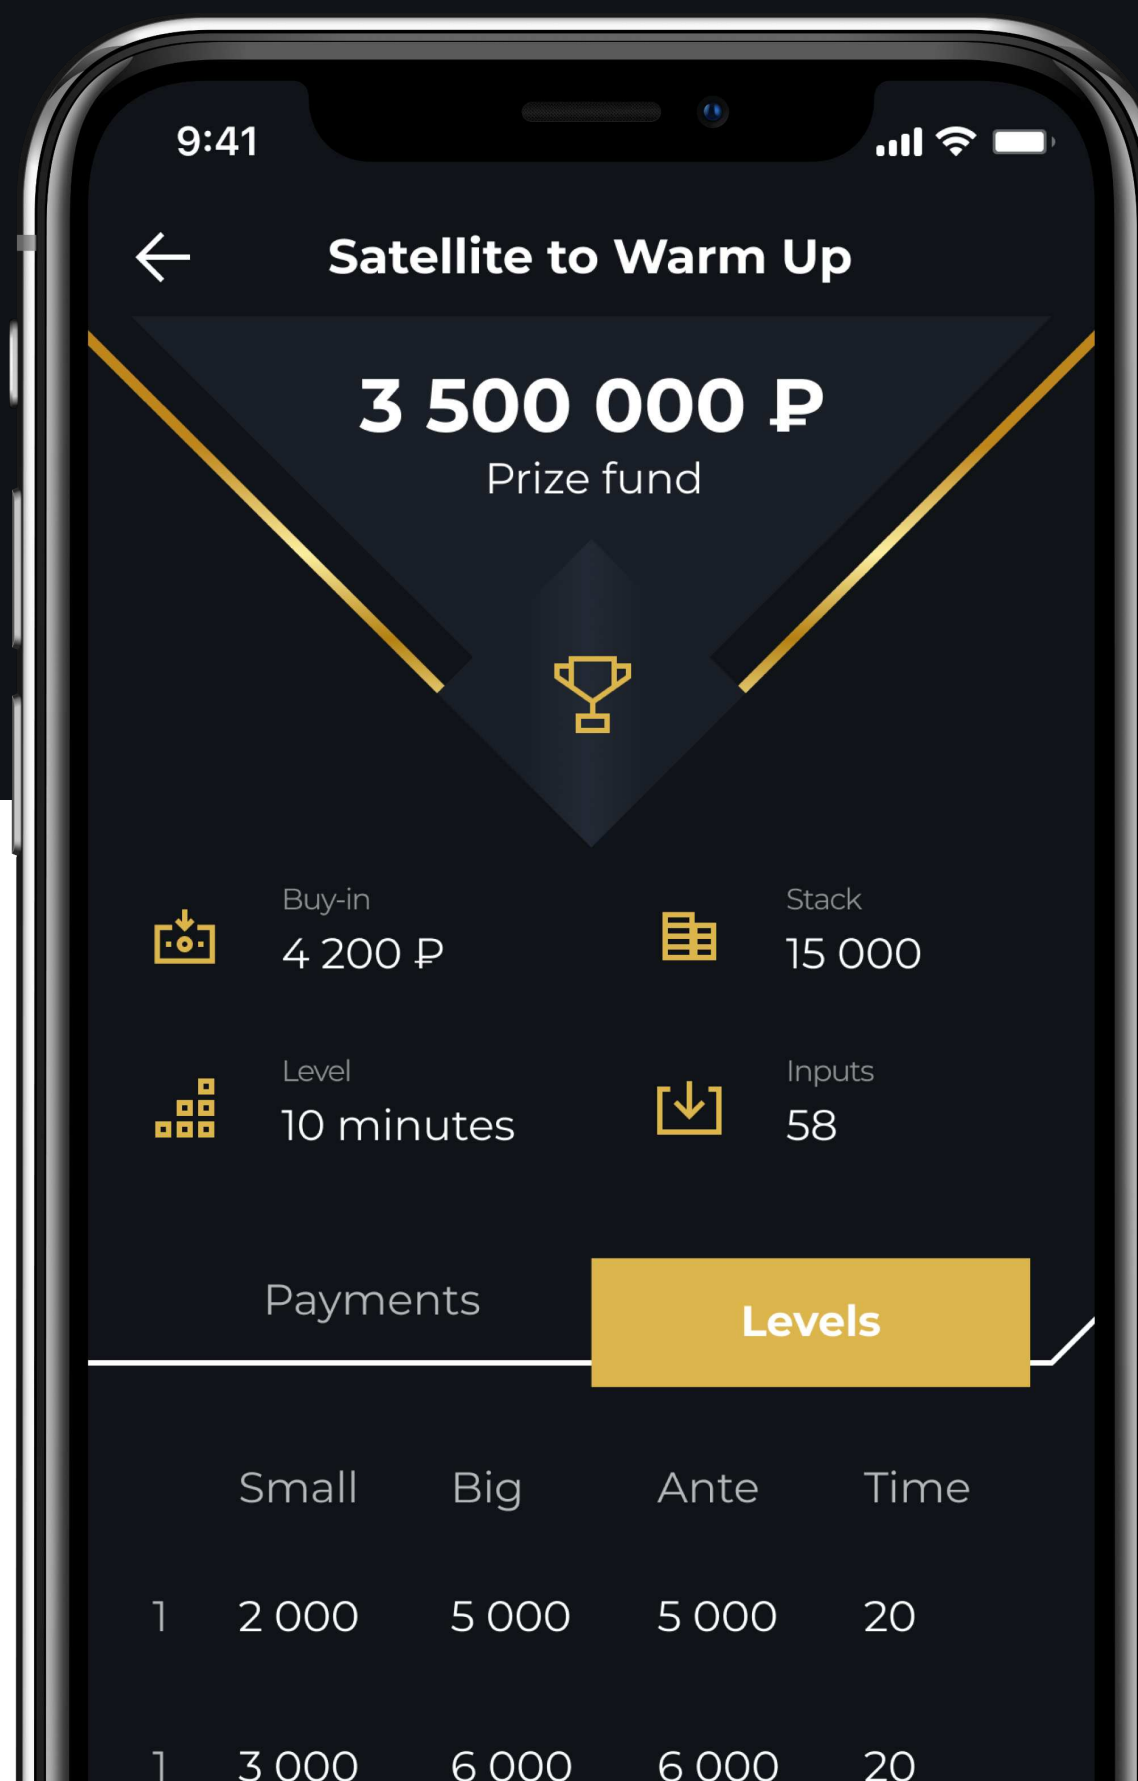 9:41
Satellite to Warm Up
3 500 000 ₽
Prize fund
Buy-in
4 200 ₽
Stack
15 000
Level
10 minutes
Inputs
58
Payments
Levels
Small Big Ante Time
1 2 000 5 000 5 000 20
1 3 000 6 000 6 000 20